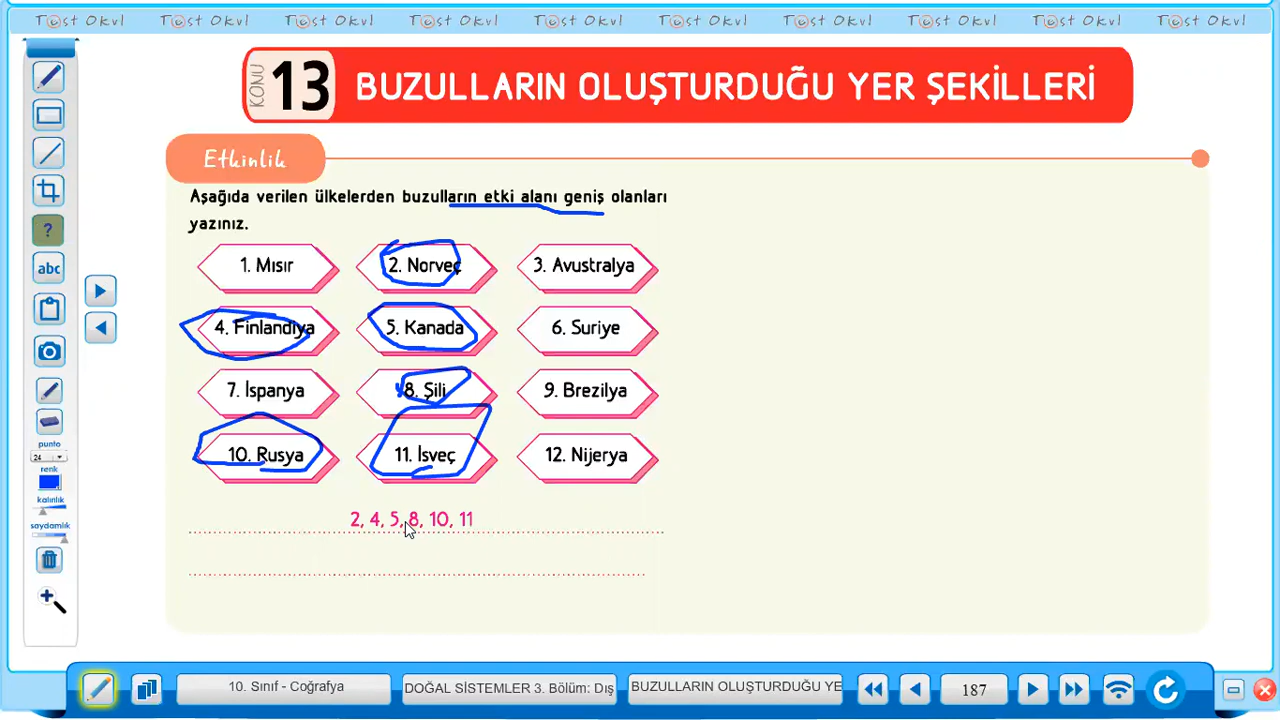 Test Okul Test Okul Test Okul Test Okul Test Okul Test Okul Test Okul Test Okul Test Okul Test Okul
KONU 13 BUZULLARIN OLUŞTURDUĞU YER ŞEKİLLERİ
Etkinlik
Aşağıda verilen ülkelerden buzulların etki alanı geniş olanları
yazınız.
1. Mısır 2. Norveç 3. Avustralya
4. Finlandiya 5. Kanada 6. Suriye
7. İspanya 8. Şili 9. Brezilya
10. Rusya 11. İsveç 12. Nijerya
2, 4, 5, 8, 10, 11
?
abc
punto
24
renk
kalınlık
saydamlık
10. Sınıf - Coğrafya DOĞAL SİSTEMLER 3. Bölüm: Dış BUZULLARIN OLUŞTURDUĞU YE 187